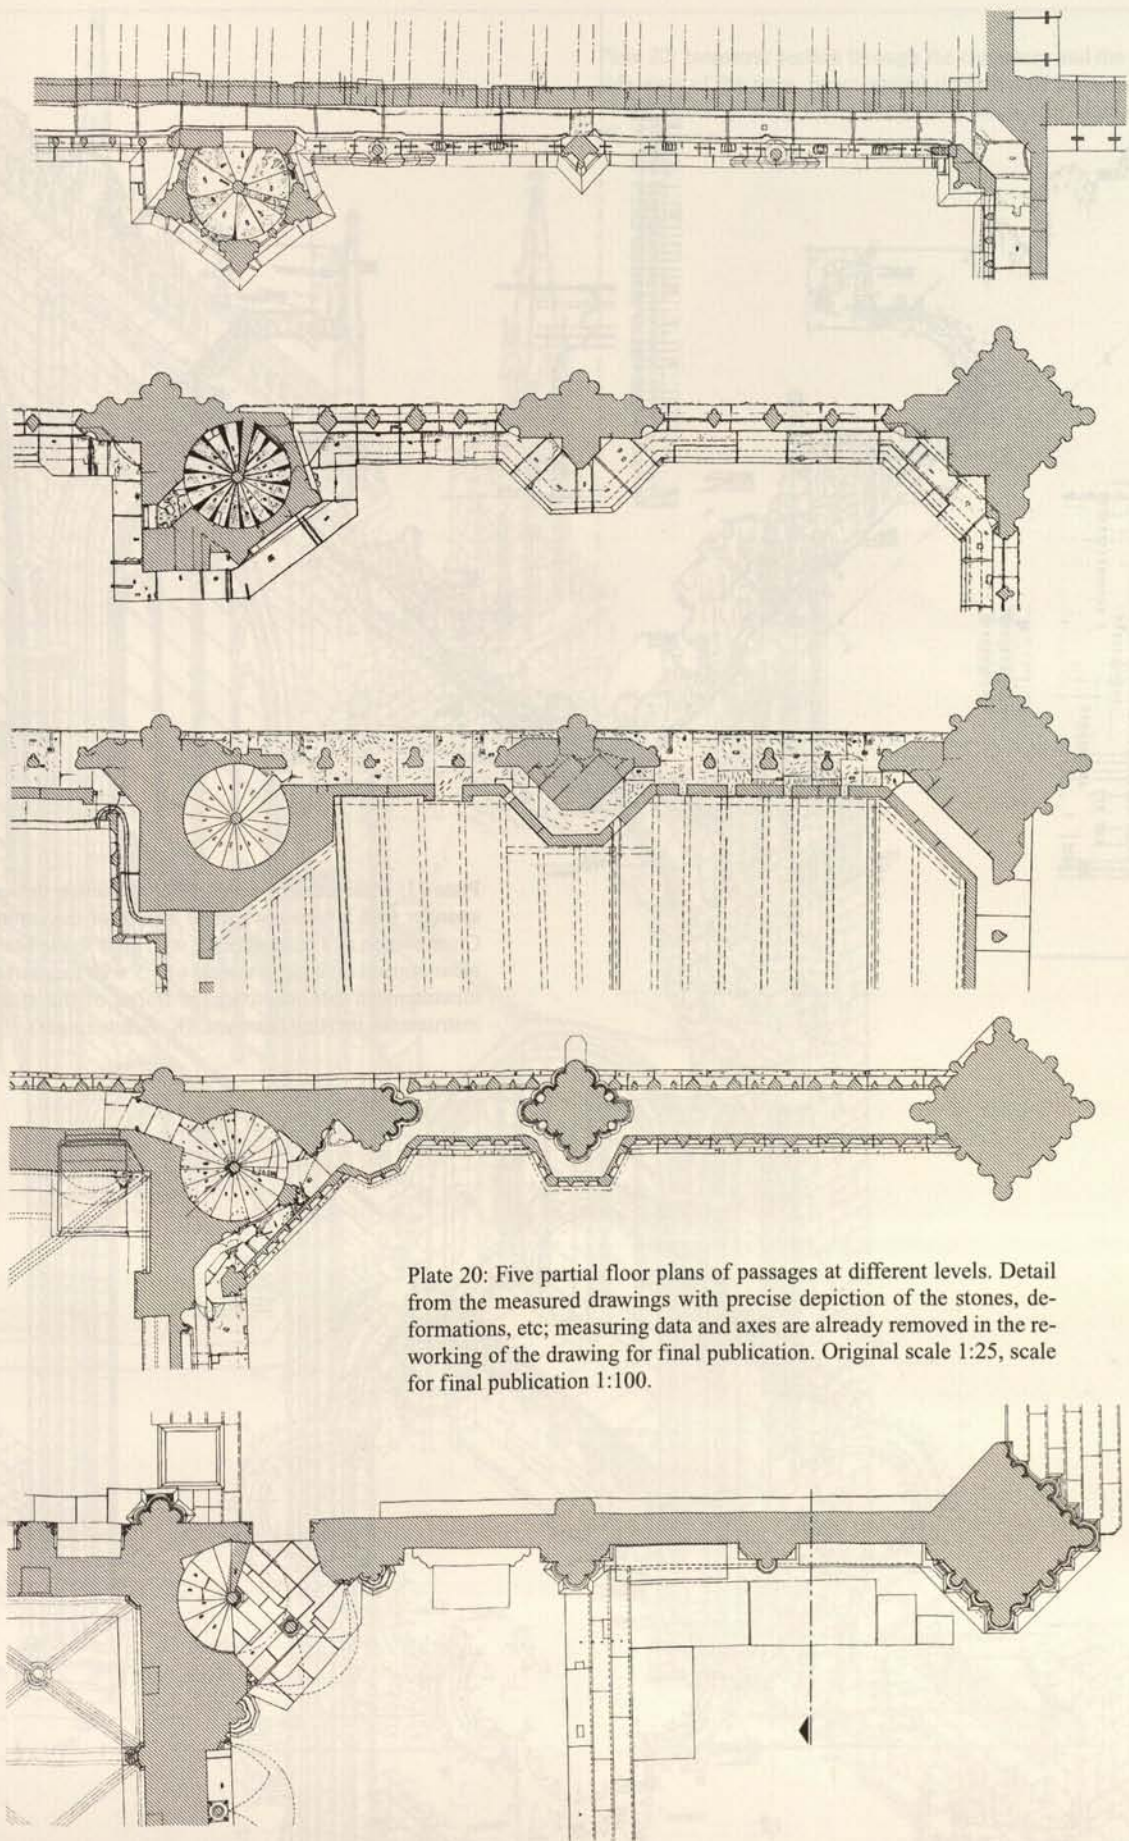 Plate 20: Five partial floor plans of passages at different levels. Detail
from the measured drawings with precise depiction of the stones, de-
formations, etc; measuring data and axes are already removed in the re-
working of the drawing for final publication. Original scale 1:25, scale
for final publication 1:100.